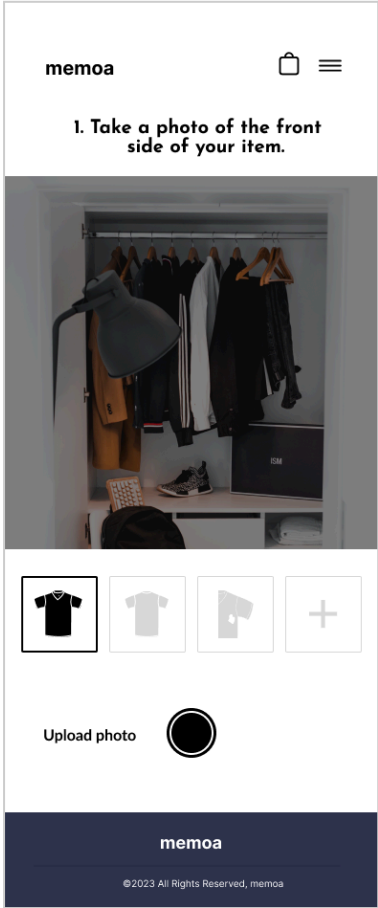 memoa
1. Take a photo of the front
side of your item.
ISM
Upload photo
memoa
©2023 All Rights Reserved, memoa